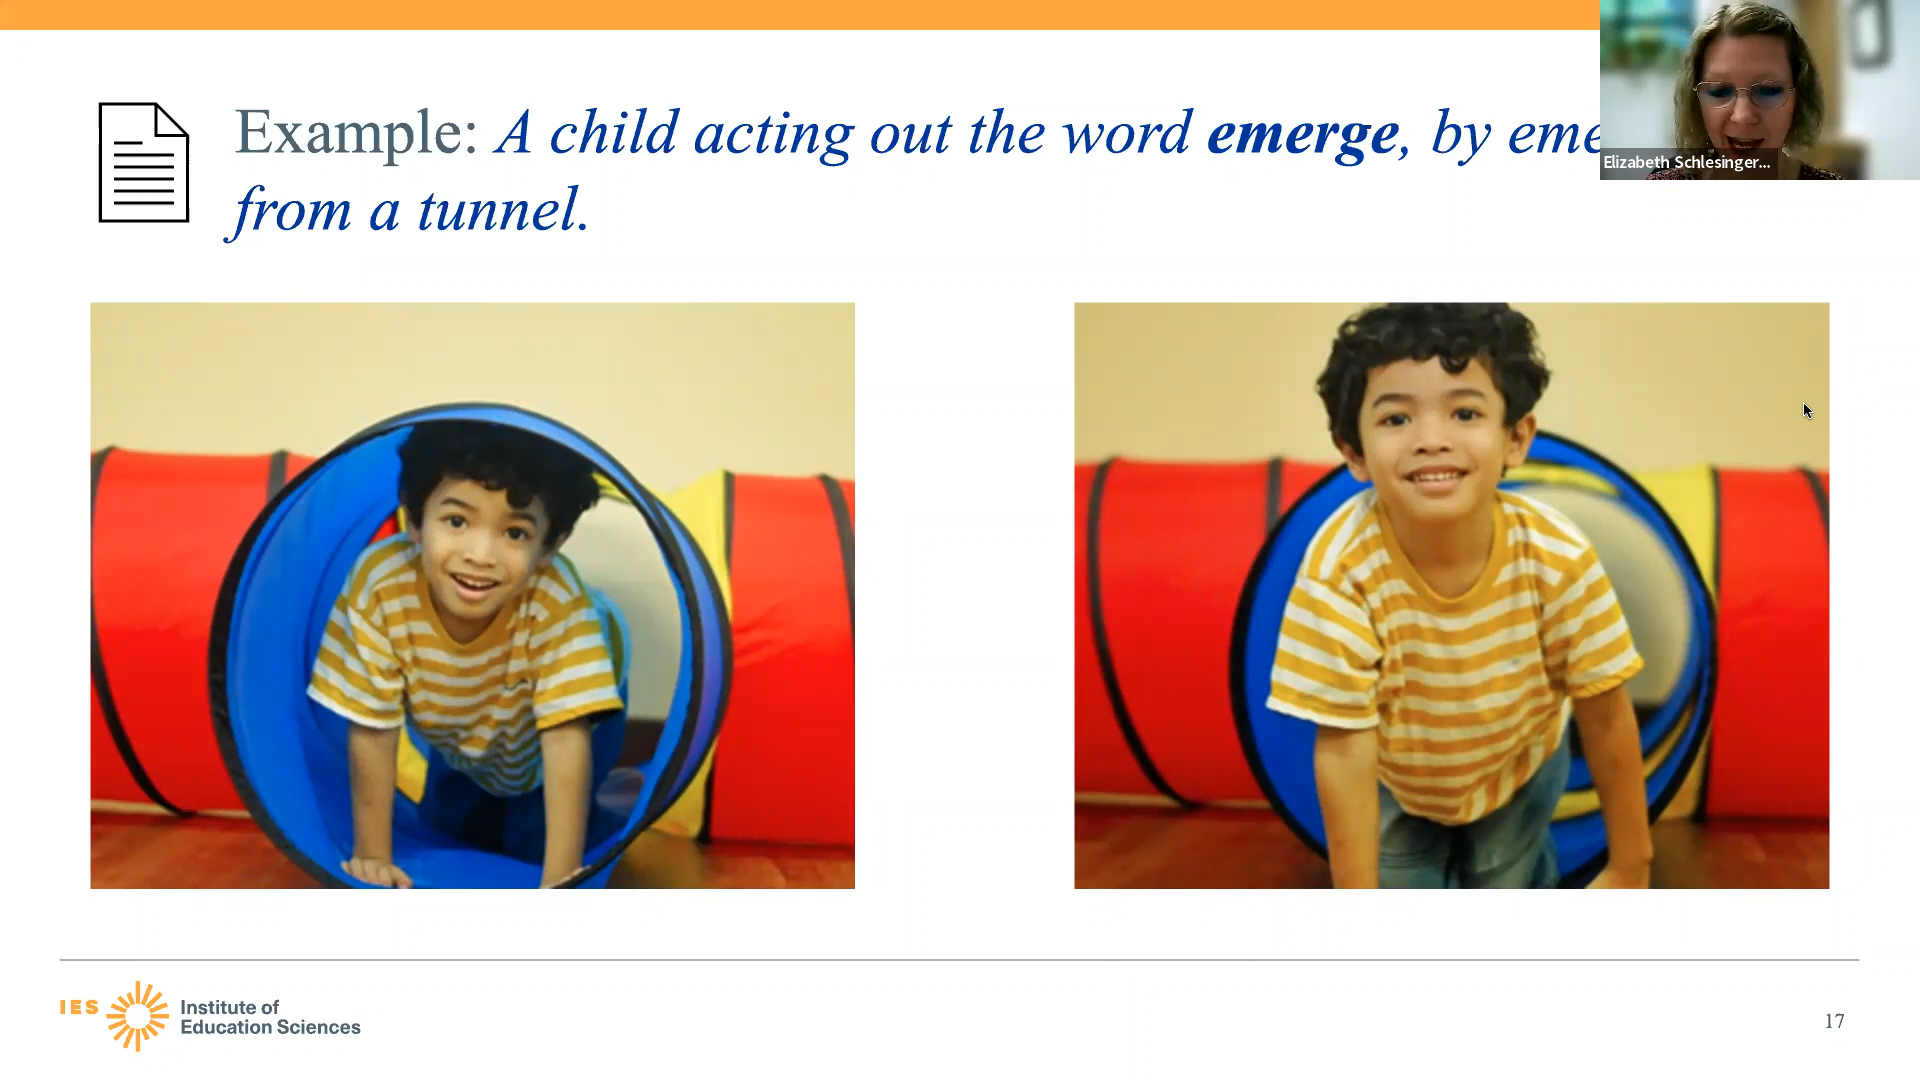 Example: A child acting out the word emerge, by eme
from a tunnel.
Elizabeth Schlesinger...
IES
Institute of
Education Sciences
17